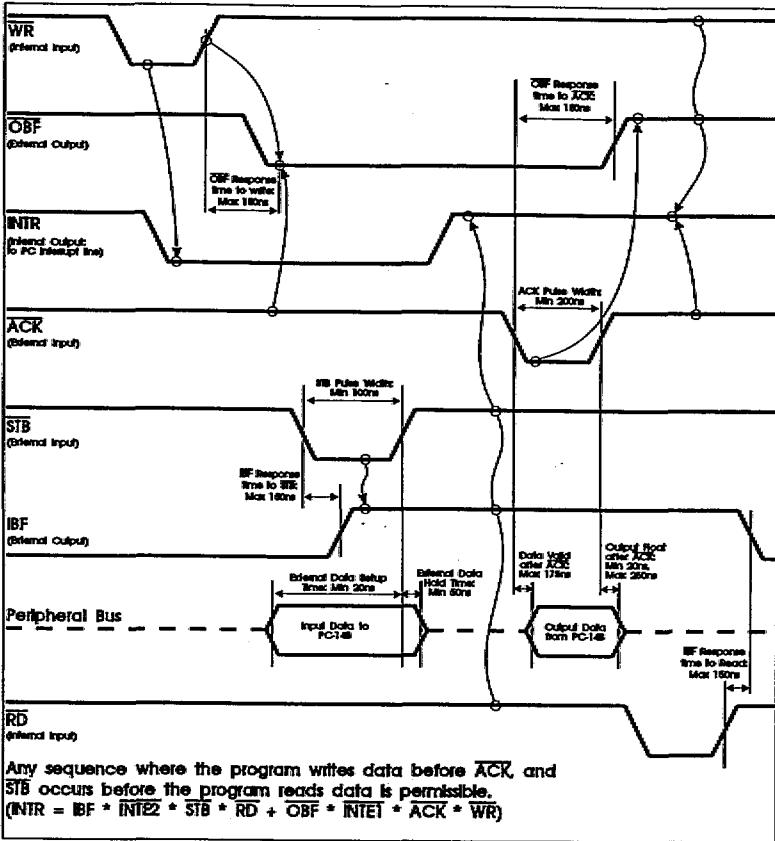 WR
(Internal Input)
OBF Response
Time to ACK:
Max 150ns
OBF
(External Output)
OBF Response
Time to write:
INTR
(Internal Output:
to PC Interrupt line)
ACK Pulse Width:
Min 200ns
ACK
(External Input)
STB Pulse Width:
STB
(External Input)
IBF Response
Time to STB:
IBF
(External Output)
Data Valid
after ACK:
Max 175ns
Output Float
after ACK:
Min 20ns,
Max 250ns
External Data Setup
Time: Min 20ns
External Data
Hold Time:
Min 50ns
Peripheral Bus
Input Data to
PC-14B
Output Data
from PC-14B
IBF Response
Time to Read:
Max 150ns
RD
(Internal Input)
Any sequence where the program writes data before ACK, and
STB occurs before the program reads data is permissible.
(INTR = IBF * INTE2 * STB * RD + OBF * INTE1 * ACK * WR)